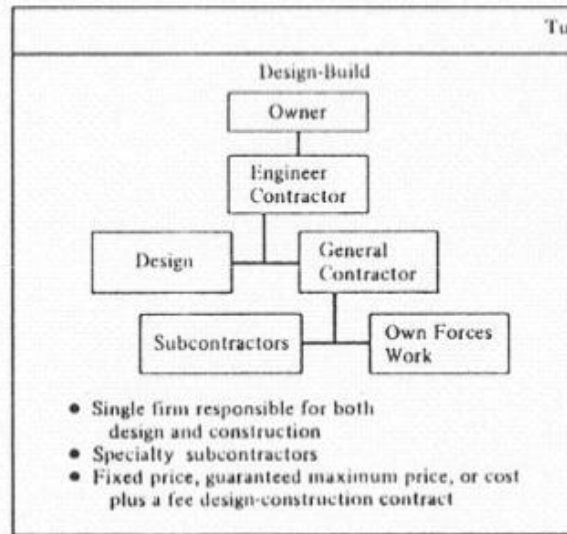 Tu
Design-Build
Owner
Engineer
Contractor
Design
General
Contractor
Subcontractors
Own Forces
Work
● Single firm responsible for both
design and construction
● Specialty subcontractors
● Fixed price, guaranteed maximum price, or cost
plus a fee design-construction contract